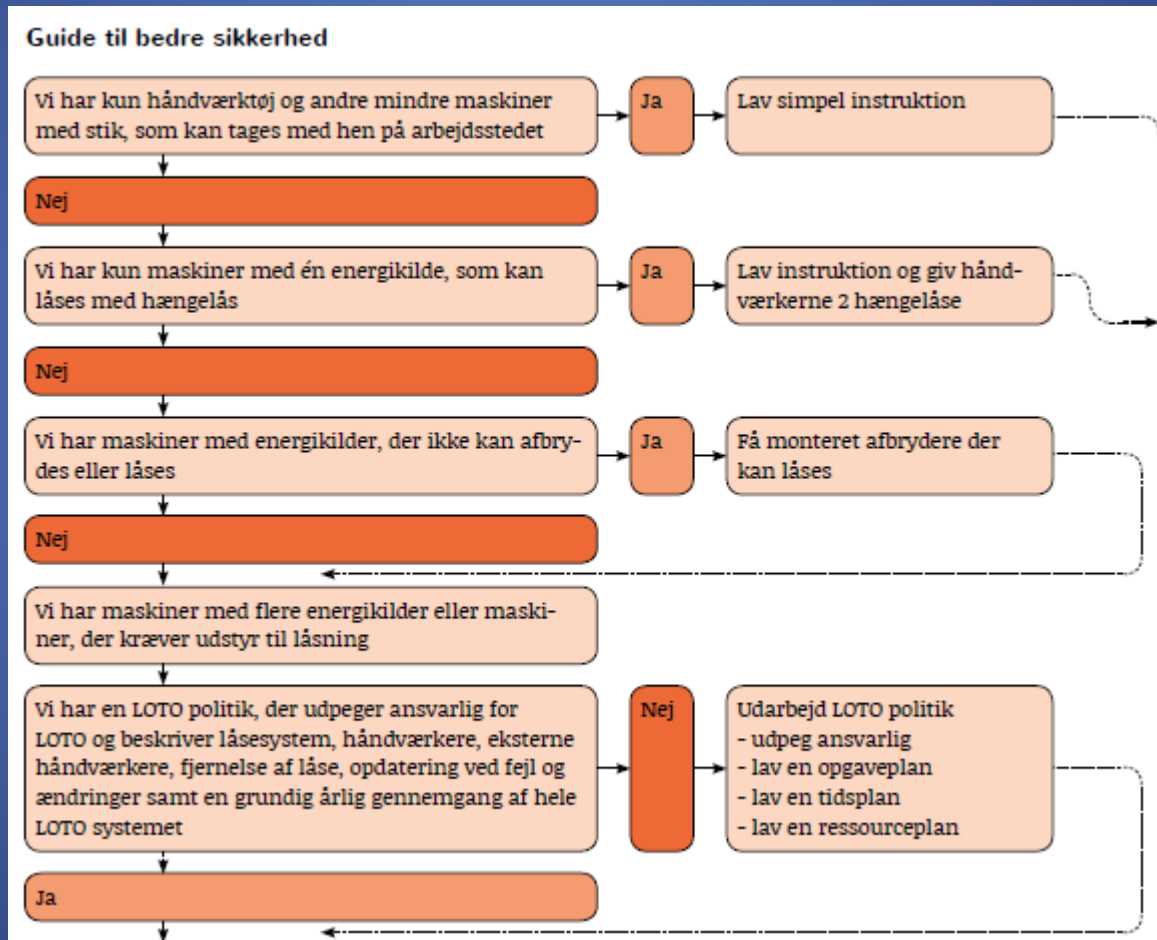 Guide til bedre sikkerhed
Vi har kun håndværktøj og andre mindre maskiner
med stik, som kan tages med hen på arbejdsstedet
Ja
Lav simpel instruktion
Nej
Vi har kun maskiner med én energikilde, som kan
låses med hængelås
Ja
Lav instruktion og giv hånd-
værkerne 2 hængelåse
Nej
Vi har maskiner med energikilder, der ikke kan afbry-
des eller låses
Ja
Få monteret afbrydere der
kan låses
Nej
Vi har maskiner med flere energikilder eller maski-
ner, der kræver udstyr til låsning
Vi har en LOTO politik, der udpeger ansvarlig for
LOTO og beskriver låsesystem, håndværkere, eksterne
håndværkere, fjernelse af låse, opdatering ved fejl og
ændringer samt en grundig årlig gennemgang af hele
LOTO systemet
Nej
Udarbejd LOTO politik
- udpeg ansvarlig
- lav en opgaveplan
- lav en tidsplan
- lav en ressourceplan
Ja